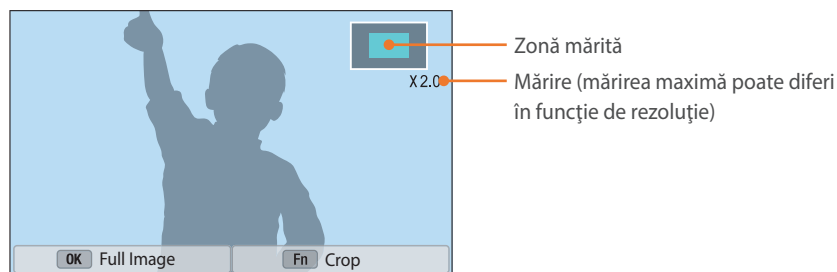 Zonă mărită
X 2.0
Mărire (mărirea maximă poate diferi
în funcţie de rezoluţie)
OK Full Image
Fn Crop